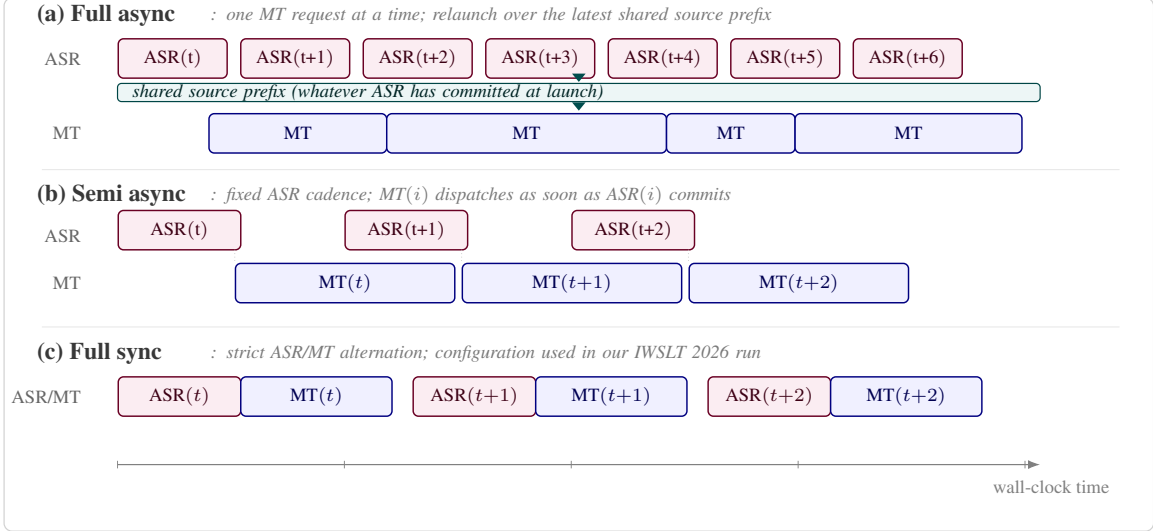 (a) Full async : one MT request at a time; relaunch over the latest shared source prefix
ASR ASR(t) ASR(t+1) ASR(t+2) ASR(t+3) ASR(t+4) ASR(t+5) ASR(t+6)
shared source prefix (whatever ASR has committed at launch)
MT MT MT MT MT
(b) Semi async : fixed ASR cadence; MT(i) dispatches as soon as ASR(i) commits
ASR ASR(t) ASR(t+1) ASR(t+2)
MT MT(t) MT(t+1) MT(t+2)
(c) Full sync : strict ASR/MT alternation; configuration used in our IWSLT 2026 run
ASR/MT ASR(t) MT(t) ASR(t+1) MT(t+1) ASR(t+2) MT(t+2)
wall-clock time